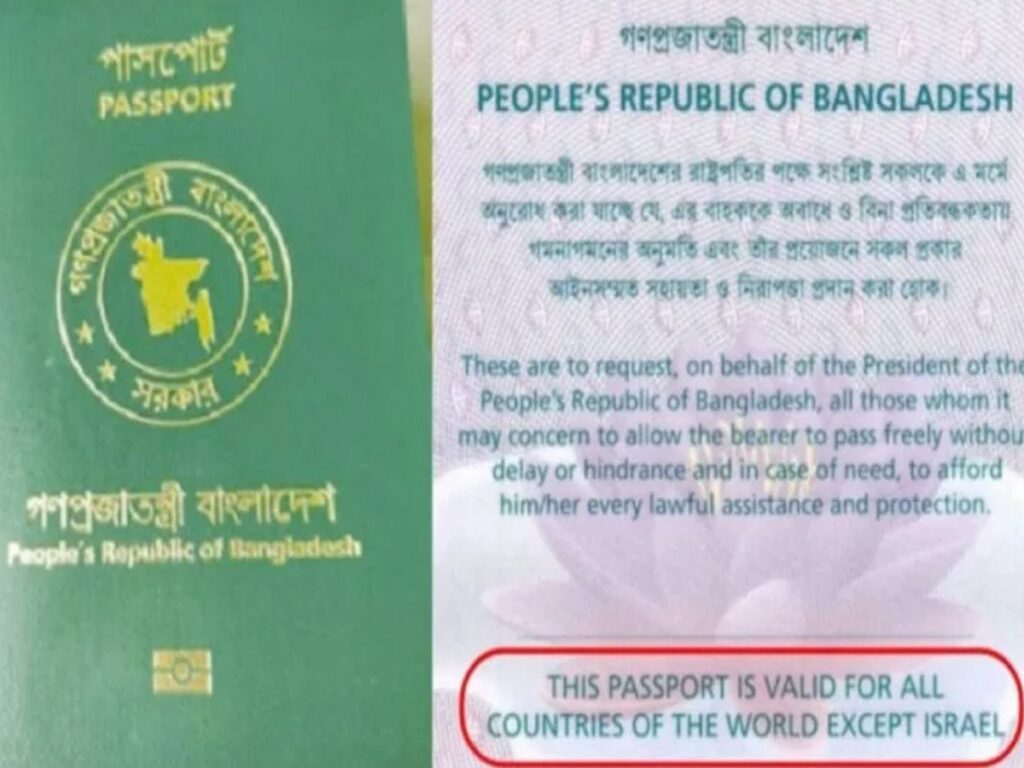 পাসপোর্ট
PASSPORT
গণপ্রজাতন্ত্রী বাংলাদেশ
সরকার
গণপ্রজাতন্ত্রী বাংলাদেশ
People's Republic of Bangladesh
গণপ্রজাতন্ত্রী বাংলাদেশ
PEOPLE'S REPUBLIC OF BANGLADESH
গণপ্রজাতন্ত্রী বাংলাদেশের রাষ্ট্রপতির পক্ষে সংশ্লিষ্ট সকলকে এ মর্মে
অনুরোধ করা যাচ্ছে যে, এর বাহককে অবাধে ও বিনা প্রতিবন্ধকতায়
গমনাগমনের অনুমতি এবং তাঁর প্রয়োজনে সকল প্রকার
আইনসম্মত সহায়তা ও নিরাপত্তা প্রদান করা হোক।
These are to request, on behalf of the President of the
People's Republic of Bangladesh, all those whom it
may concern to allow the bearer to pass freely withou
delay or hindrance and in case of need, to afford
him/her every lawful assistance and protection.
THIS PASSPORT IS VALID FOR ALL
COUNTRIES OF THE WORLD EXCEPT ISRAEL